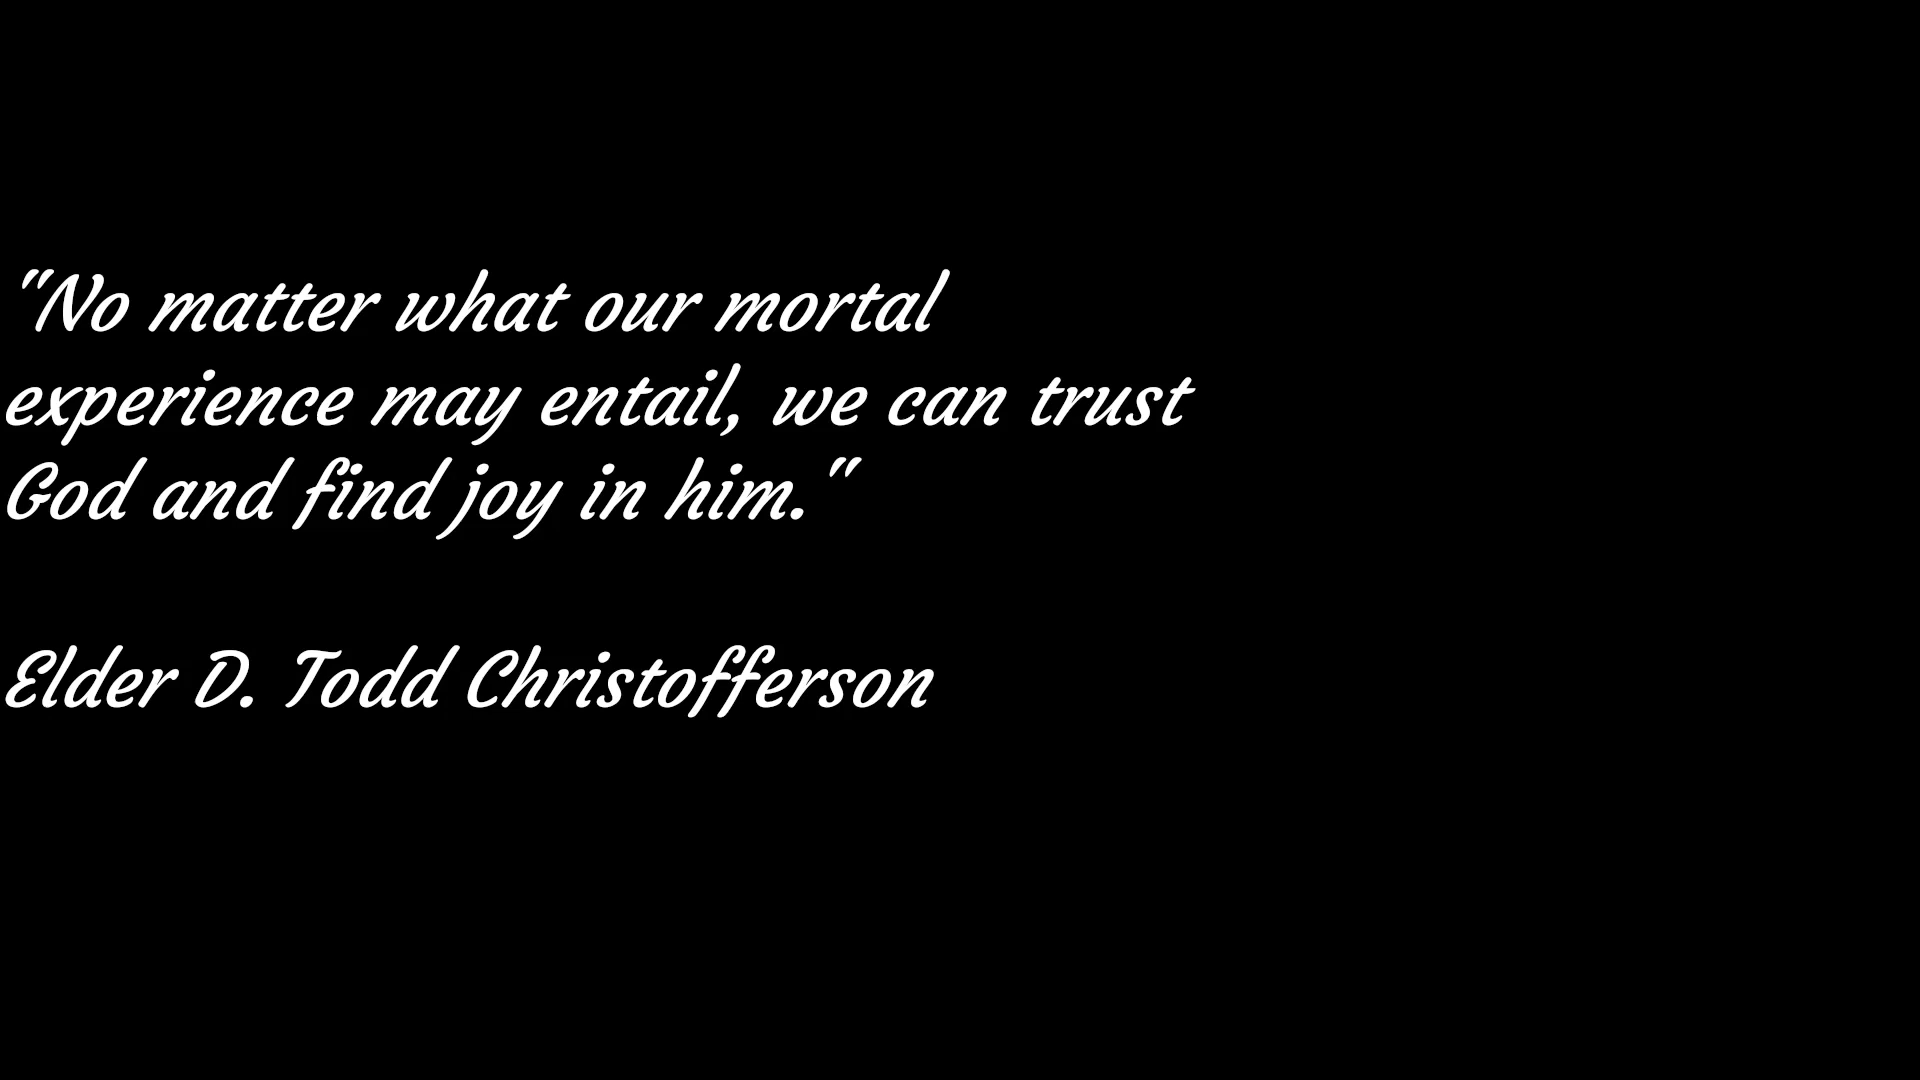 "No matter what our mortal
experience may entail, we can trust
God and find joy in him."
Elder D. Todd Christofferson